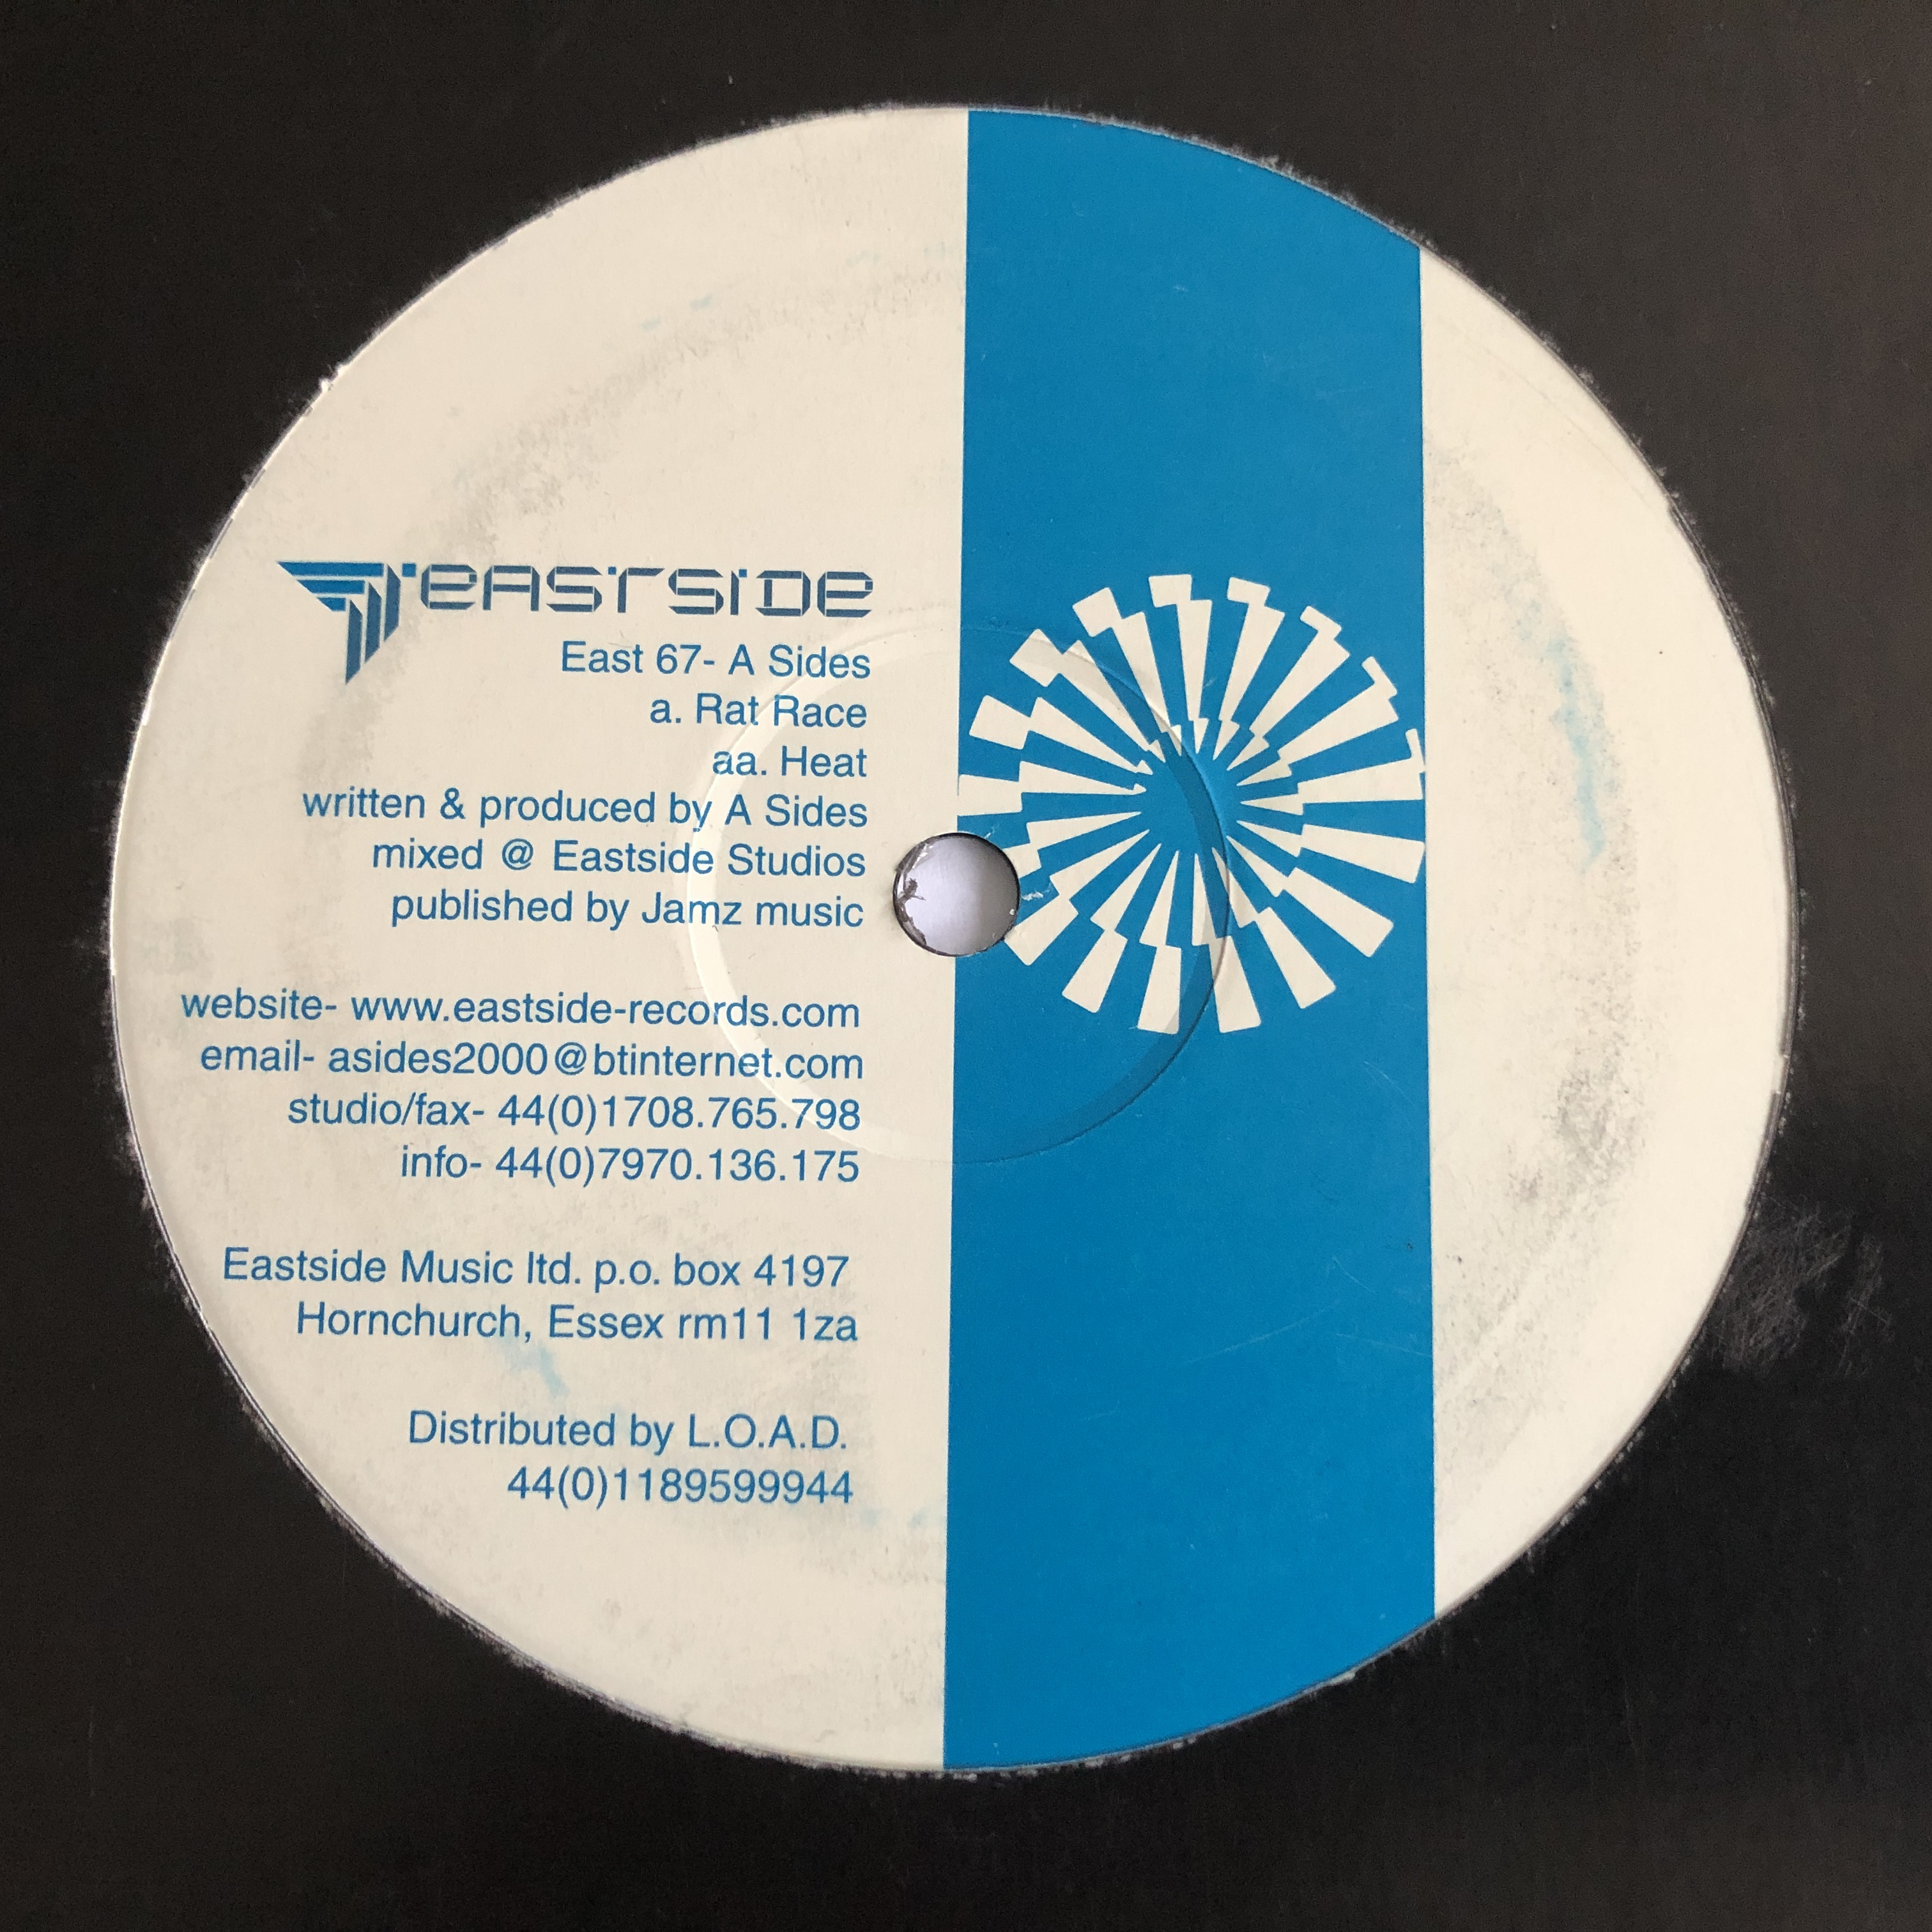 eastside
East 67- A Sides
a. Rat Race
aa. Heat
written & produced by A Sides
mixed @ Eastside Studios
published by Jamz music
website- www.eastside-records.com
email- asides2000@btinternet.com
studio/fax- 44(0)1708.765.798
info- 44(0)7970.136.175
Eastside Music ltd. p.o. box 4197
Hornchurch, Essex rm11 1za
Distributed by L.O.A.D.
44(0)1189599944